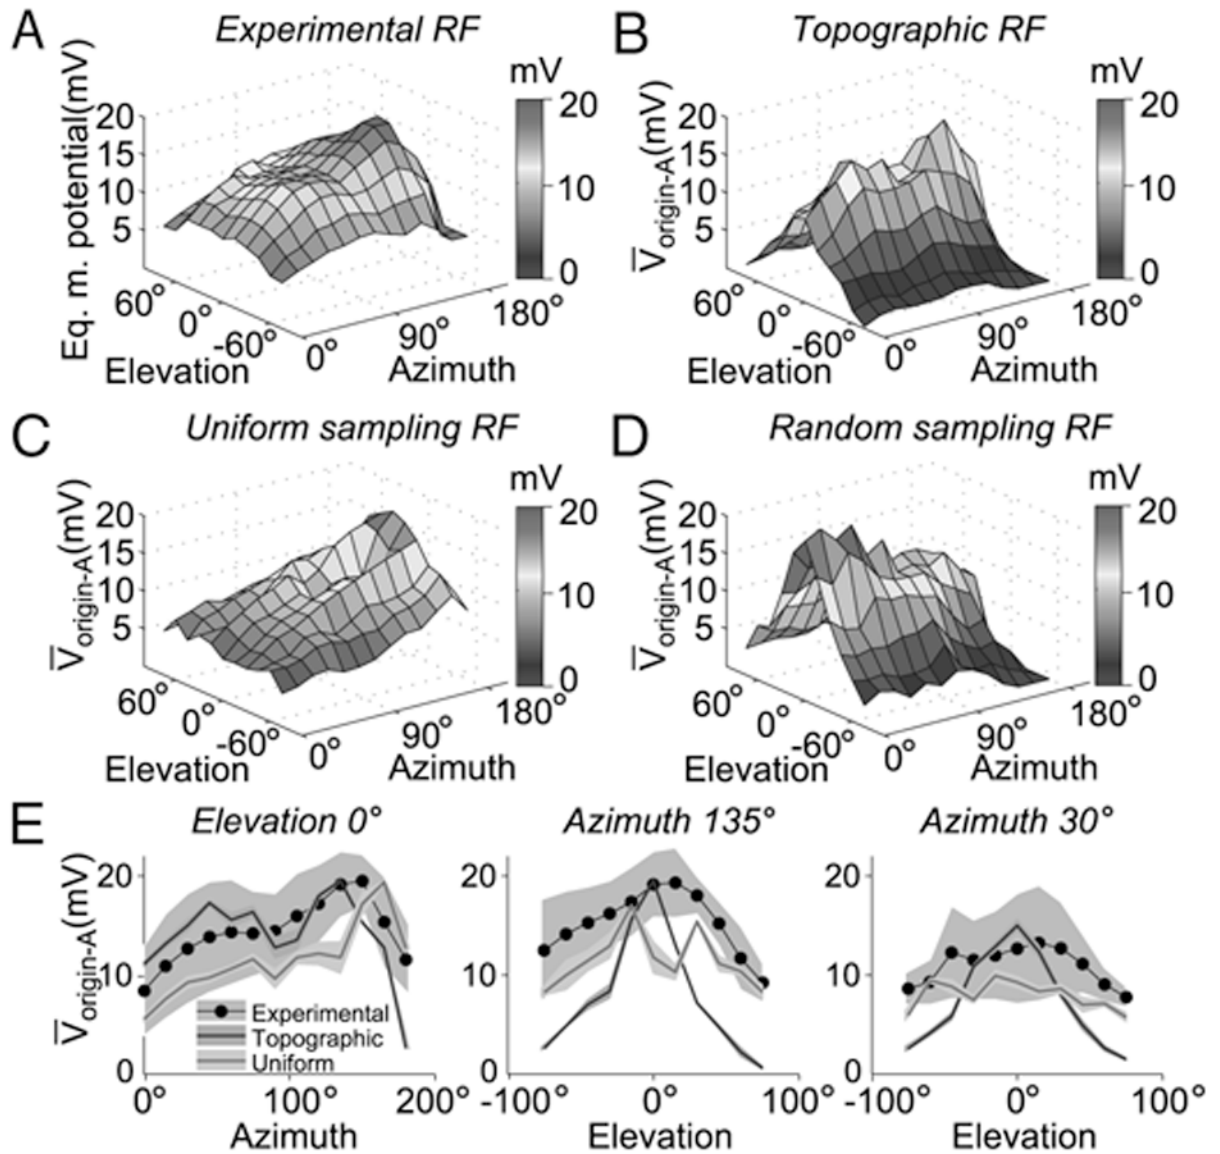 A Experimental RF
Eq. m. potential(mV)
20
15
10
5
60°
0°
-60°
Elevation
0°
90°
180°
Azimuth
mV
20
10
0
B Topographic RF
V̅origin-A(mV)
20
15
10
5
60°
0°
-60°
Elevation
0°
90°
180°
Azimuth
mV
20
10
0
C Uniform sampling RF
V̅origin-A(mV)
20
15
10
5
60°
0°
-60°
Elevation
0°
90°
180°
Azimuth
mV
20
10
0
D Random sampling RF
V̅origin-A(mV)
20
15
10
5
60°
0°
-60°
Elevation
0°
90°
180°
Azimuth
mV
20
10
0
E Elevation 0°
V̅origin-A(mV)
20
10
0
Experimental
Topographic
Uniform
0° 100° 200°
Azimuth
Azimuth 135°
20
10
0
-100° 0° 100°
Elevation
Azimuth 30°
20
10
0
-100° 0° 100°
Elevation